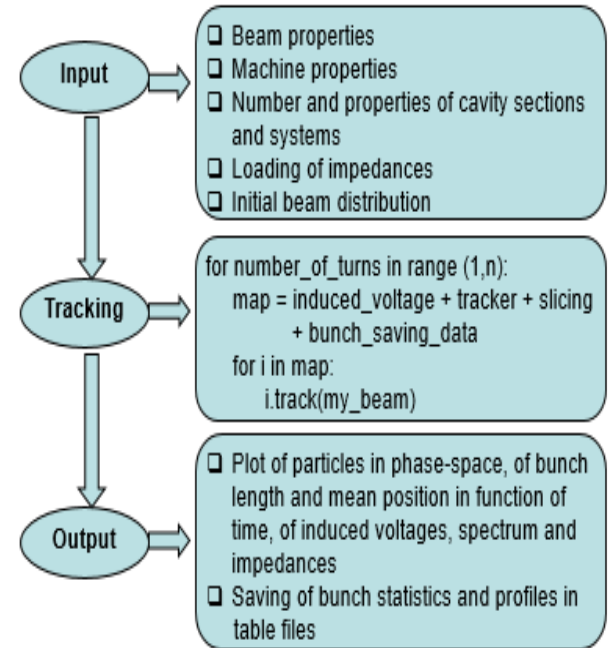 Input
❑ Beam properties
❑ Machine properties
❑ Number and properties of cavity sections
and systems
❑ Loading of impedances
❑ Initial beam distribution
Tracking
for number_of_turns in range (1,n):
map = induced_voltage + tracker + slicing
+ bunch_saving_data
for i in map:
i.track(my_beam)
Output
❑ Plot of particles in phase-space, of bunch
length and mean position in function of
time, of induced voltages, spectrum and
impedances
❑ Saving of bunch statistics and profiles in
table files